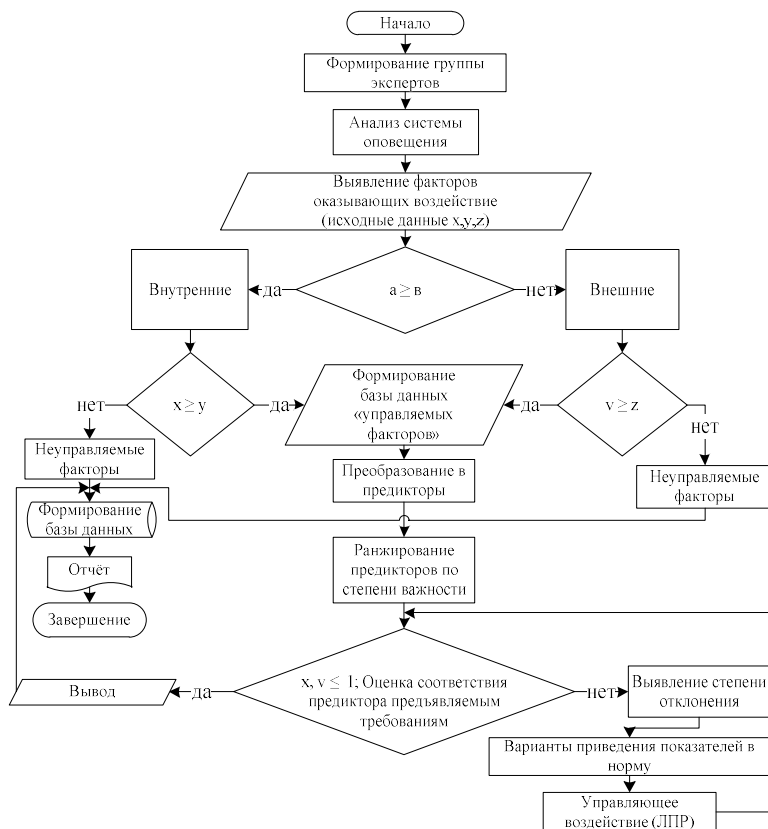 Начало
Формирование группы
экспертов
Анализ системы
оповещения
Выявление факторов
оказывающих воздействие
(исходные данные x,y,z)
Внутренние
да
a ≥ в
нет
Внешние
нет
x ≥ y
да
Формирование
базы данных
«управляемых
факторов»
да
v ≥ z
нет
Неуправляемые
факторы
Преобразование в
предикторы
Неуправляемые
факторы
Формирование
базы данных
Отчёт
Завершение
Ранжирование
предикторов по
степени важности
Вывод
да
x, v ≤ 1; Оценка соответствия
предиктора предъявляемым
требованиям
нет
Выявление степени
отклонения
Варианты приведения показателей в
норму
Управляющее
воздействие (ЛПР)